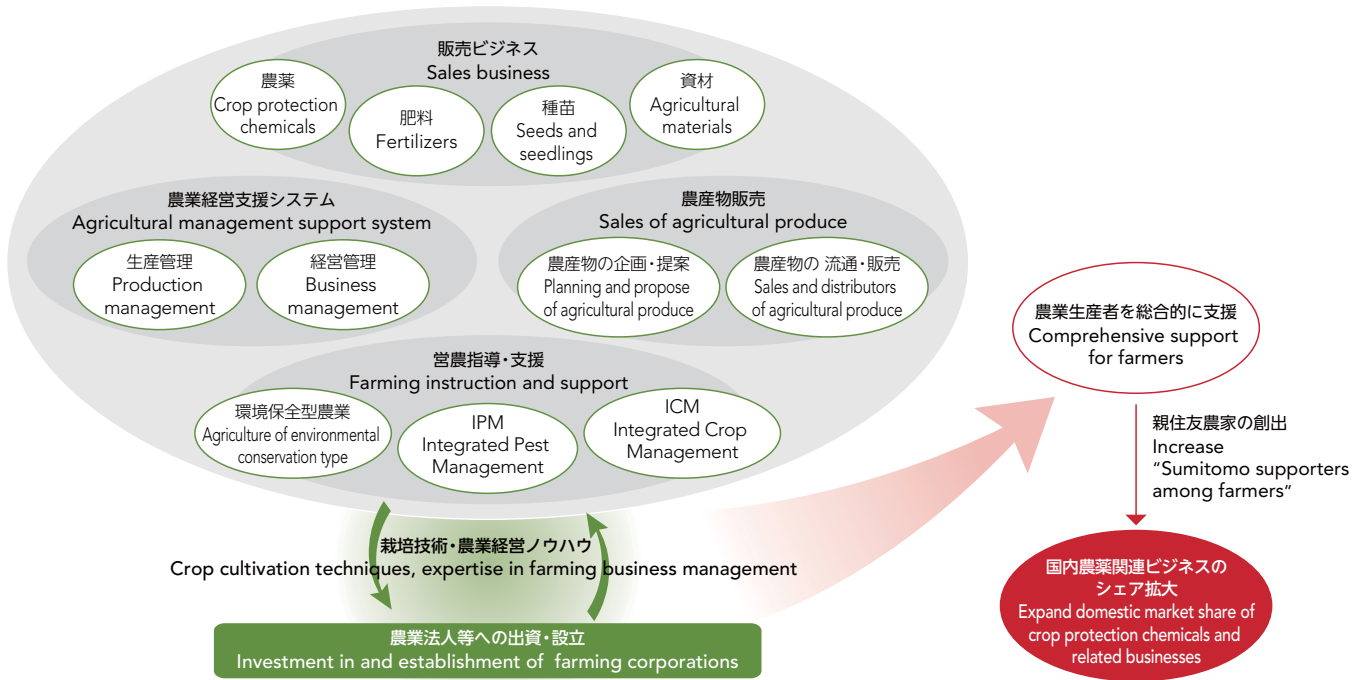 販売ビジネス
Sales business
農薬
Crop protection
chemicals
肥料
Fertilizers
種苗
Seeds and
seedlings
資材
Agricultural
materials
農業経営支援システム
Agricultural management support system
生産管理
Production
management
経営管理
Business
management
農産物販売
Sales of agricultural produce
農産物の企画・提案
Planning and propose
of agricultural produce
農産物の 流通・販売
Sales and distributors
of agricultural produce
営農指導・支援
Farming instruction and support
環境保全型農業
Agriculture of environmental
conservation type
IPM
Integrated Pest
Management
ICM
Integrated Crop
Management
栽培技術・農業経営ノウハウ
Crop cultivation techniques, expertise in farming business management
農業法人等への出資・設立
Investment in and establishment of farming corporations
農業生産者を総合的に支援
Comprehensive support
for farmers
親住友農家の創出
Increase
“Sumitomo supporters
among farmers”
国内農薬関連ビジネスの
シェア拡大
Expand domestic market share of
crop protection chemicals and
related businesses